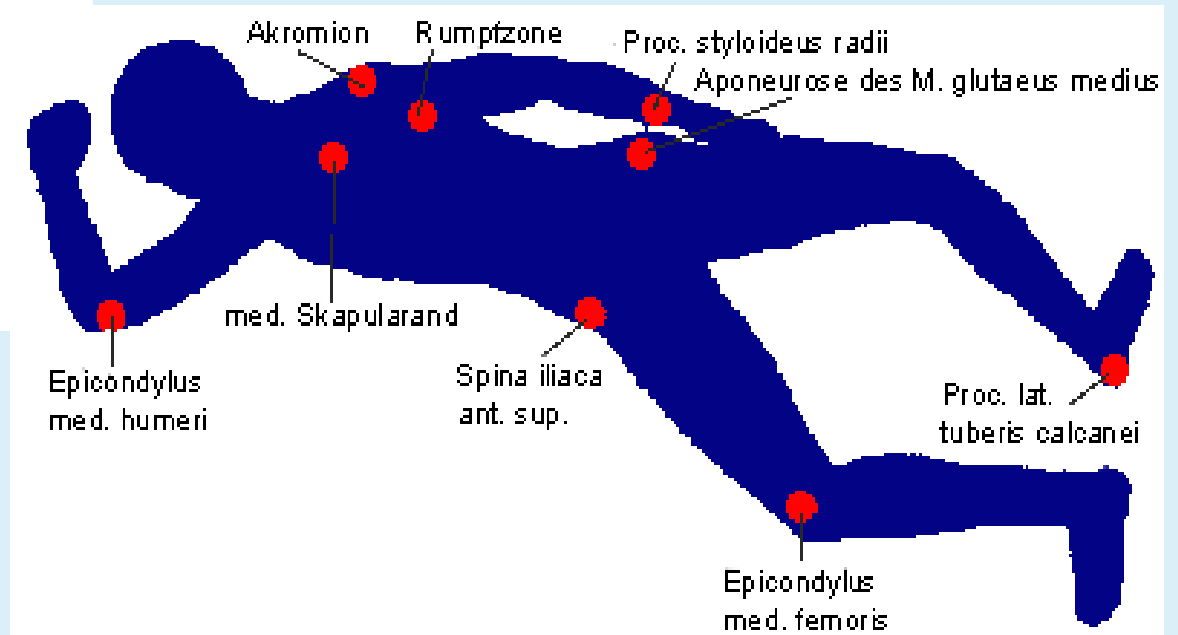 Akromion
Rumpfzone
Proc. styloideus radii
Aponeurose des M. glutaeus medius
med. Skapularand
Epicondylus
med. humeri
Spina iliaca
ant. sup.
Proc. lat.
tuberis calcanei
Epicondylus
med. femoris